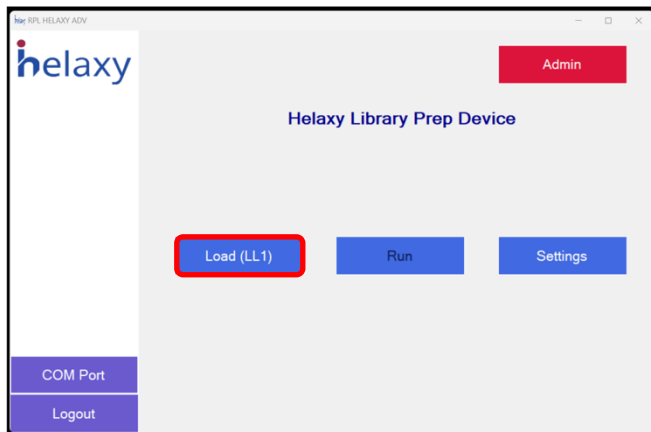 RPL HELAXY ADV
helaxy
Admin
Helaxy Library Prep Device
Load (LL1)
Run
Settings
COM Port
Logout